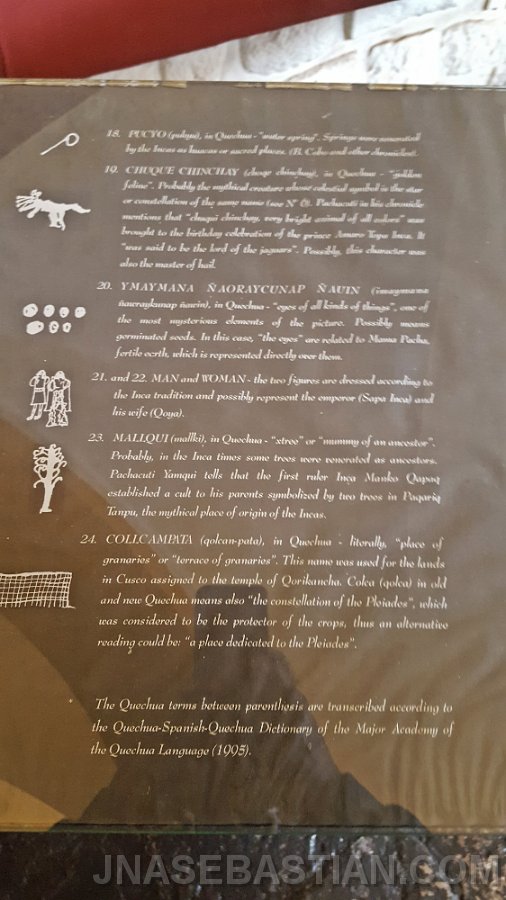 18. PUCYO (pukyu), in Quechua - "water spring". Springs were venerated
by the Incas as huacas or sacred places. (B. Cobo and other chroniclers).
19. CHUQUE CHINCHAY (choqe chinchay), in Quechua - "golden
feline". Probably the mythical creature whose celestial symbol is the star
or constellation of the same name (see Nº 8). Pachacuti in his chronicle
mentions that "chuqui chinchay, very bright animal of all colors" was
brought to the birthday celebration of the prince Amaro Topa Inca. It
"was said to be the lord of the jaguars". Possibly, this character was
also the master of hail.
20. YMAYMANA ÑAORAYCUNAP ÑAUIN (imaymana
ñauraykunap ñawin), in Quechua - "eyes of all kinds of things", one of
the most mysterious elements of the picture. Possibly means
germinated seeds. In this case, "the eyes" are related to Mama Pacha,
fertile earth, which is represented directly over them.
21. and 22. MAN and WOMAN - the two figures are dressed according to
the Inca tradition and possibly represent the emperor (Sapa Inca) and
his wife (Qoya).
23. MALLQUI (mallki), in Quechua - "xtree" or "mummy of an ancestor".
Probably, in the Inca times some trees were venerated as ancestors.
Pachacuti Yamqui tells that the first ruler Inca Manko Qapaq
established a cult to his parents symbolized by two trees in Paqariq
Tanpu, the mythical place of origin of the Incas.
24. COLLCAMPATA (qolcan-pata), in Quechua - literally, "place of
granaries" or "terrace of granaries". This name was used for the lands
in Cusco assigned to the temple of Qorikancha. Colca (qolca) in old
and new Quechua means also "the constellation of the Pleiades", which
was considered to be the protector of the crops, thus an alternative
reading could be: "a place dedicated to the Pleiades".
The Quechua terms between parenthesis are transcribed according to
the Quechua-Spanish-Quechua Dictionary of the Major Academy of
the Quechua Language (1995).
JNASEBASTIAN.COM